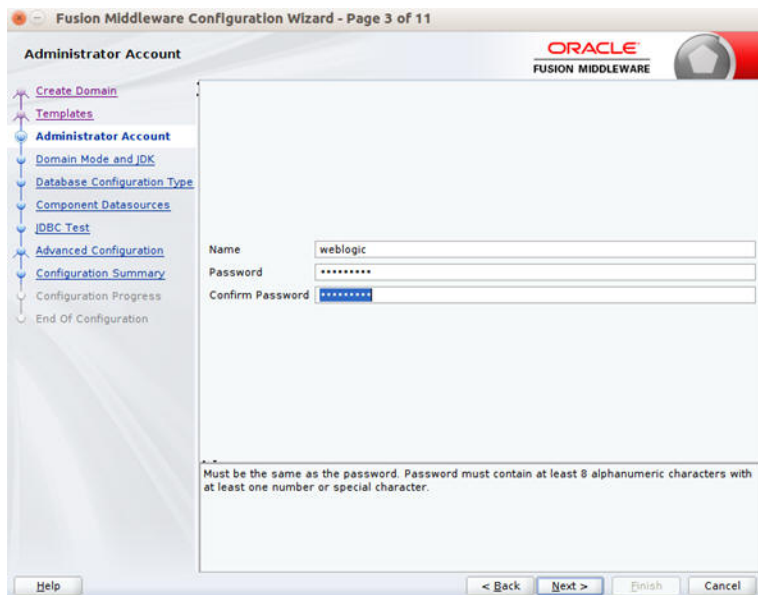 Fusion Middleware Configuration Wizard - Page 3 of 11
Administrator Account
ORACLE
FUSION MIDDLEWARE
Create Domain
Templates
Administrator Account
Domain Mode and JDK
Database Configuration Type
Component Datasources
JDBC Test
Advanced Configuration
Configuration Summary
Configuration Progress
End Of Configuration
Name weblogic
Password •••••••••
Confirm Password •••••••••
Must be the same as the password. Password must contain at least 8 alphanumeric characters with
at least one number or special character.
Help < Back Next > Finish Cancel